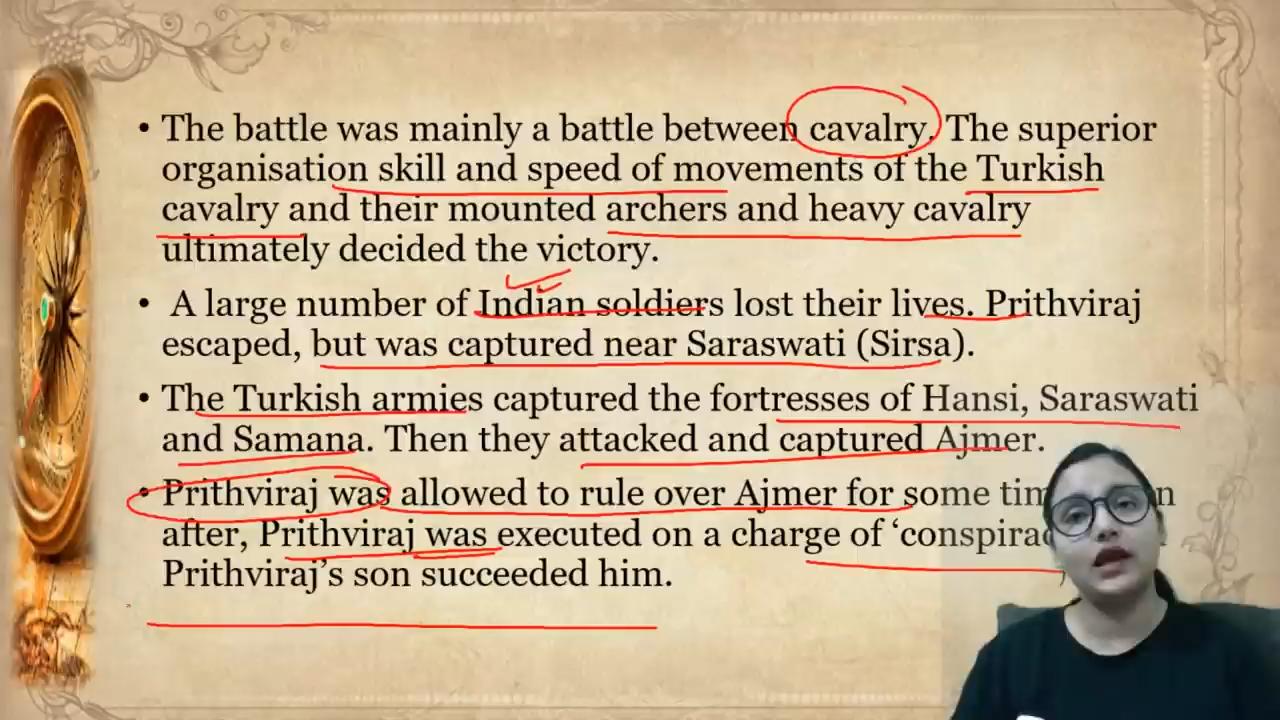 • The battle was mainly a battle between cavalry. The superior
organisation skill and speed of movements of the Turkish
cavalry and their mounted archers and heavy cavalry
ultimately decided the victory.
• A large number of Indian soldiers lost their lives. Prithviraj
escaped, but was captured near Saraswati (Sirsa).
• The Turkish armies captured the fortresses of Hansi, Saraswati
and Samana. Then they attacked and captured Ajmer.
• Prithviraj was allowed to rule over Ajmer for some
after, Prithviraj was executed on a charge of
Prithviraj’s son succeeded him.